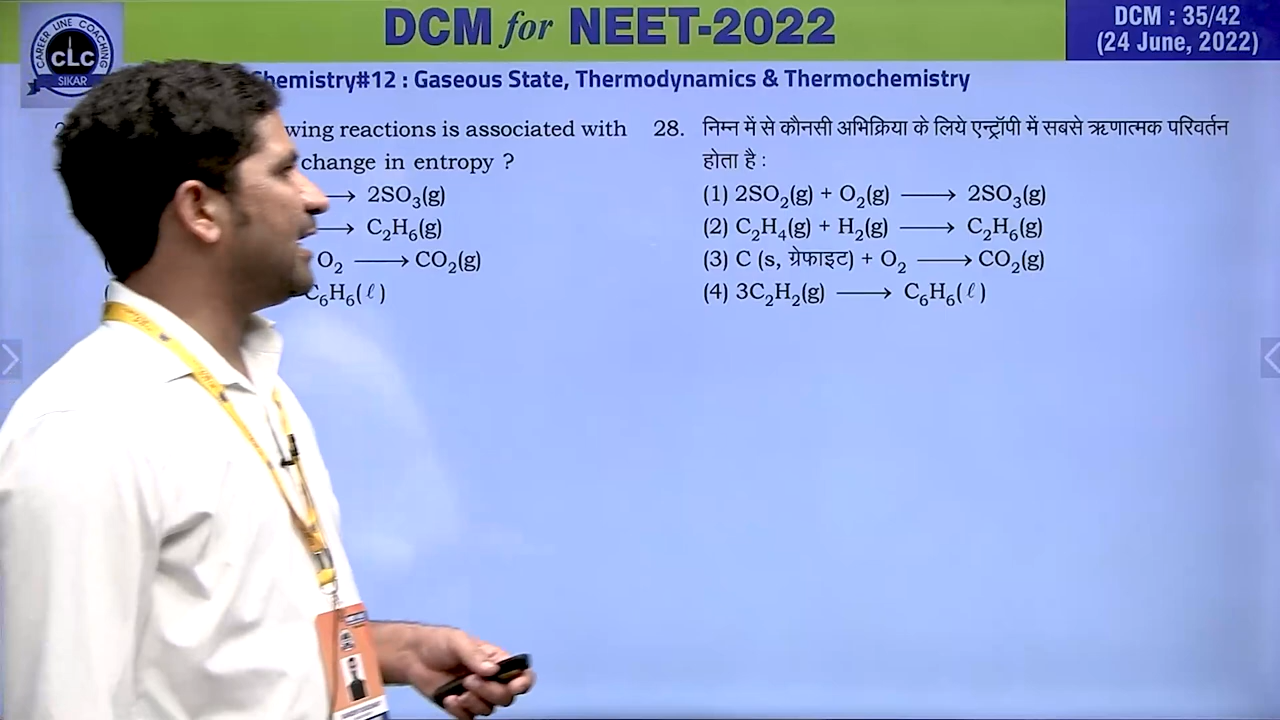 CAREER LINE COACHING
CLC
SIKAR
DCM for NEET-2022
DCM : 35/42
(24 June, 2022)
Chemistry#12 : Gaseous State, Thermodynamics & Thermochemistry
wing reactions is associated with
change in entropy ?
⟶ 2SO₃(g)
⟶ C₂H₆(g)
O₂ ⟶ CO₂(g)
C₆H₆(ℓ)
28. निम्न में से कौनसी अभिक्रिया के लिये एन्ट्रॉपी में सबसे ऋणात्मक परिवर्तन
होता है :
(1) 2SO₂(g) + O₂(g) ⟶ 2SO₃(g)
(2) C₂H₄(g) + H₂(g) ⟶ C₂H₆(g)
(3) C (s, ग्रेफाइट) + O₂ ⟶ CO₂(g)
(4) 3C₂H₂(g) ⟶ C₆H₆(ℓ)